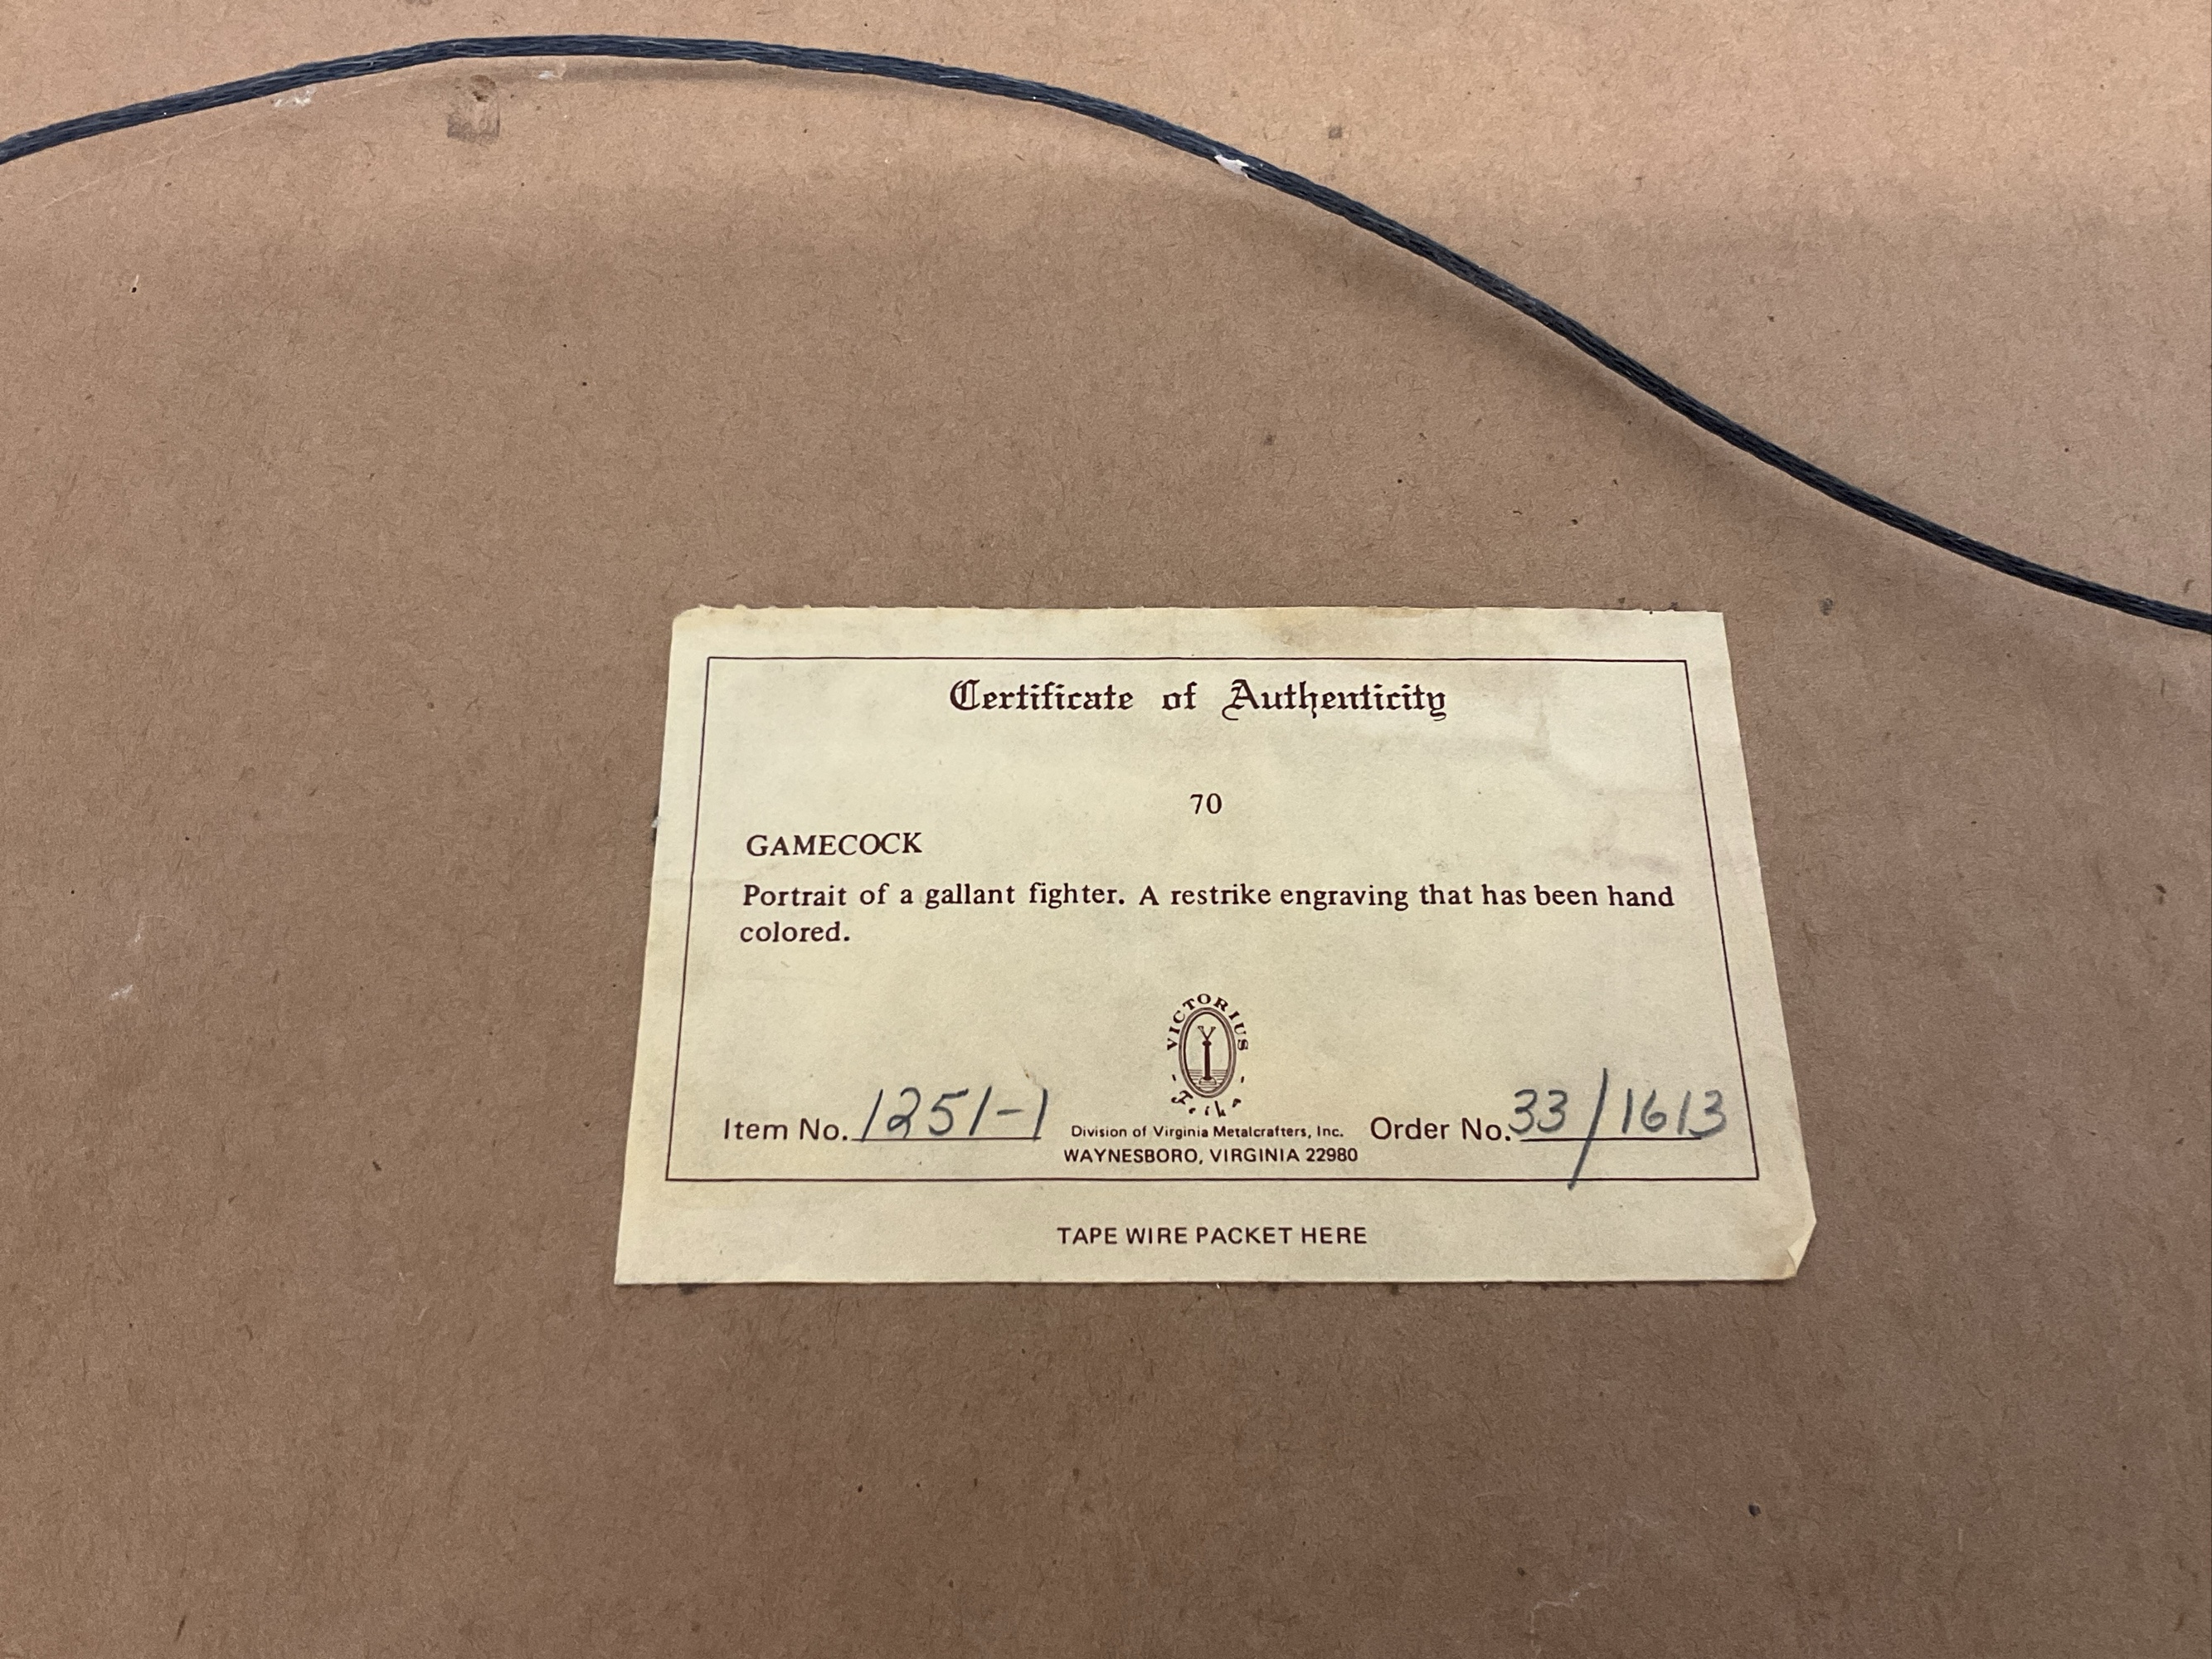 Certificate of Authenticity
70
GAMECOCK
Portrait of a gallant fighter. A restrike engraving that has been hand
colored.
VICTORIUS
Item No. 1251-1
Division of Virginia Metalcrafters, Inc.
WAYNESBORO, VIRGINIA 22980
Order No. 33/1613
TAPE WIRE PACKET HERE